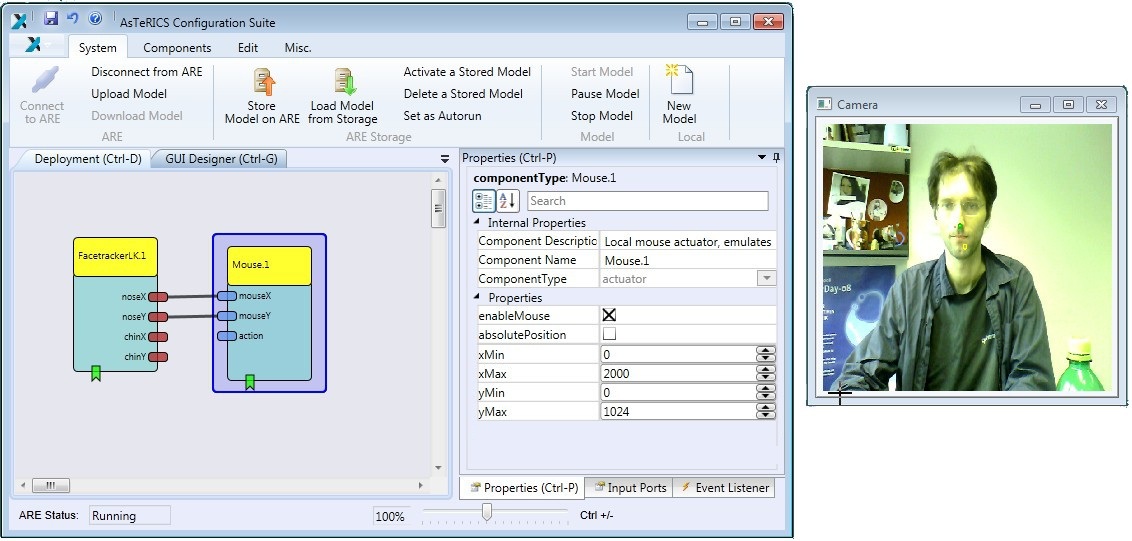 AsTeRICS Configuration Suite
System Components Edit Misc.
Connect to ARE
Disconnect from ARE
Upload Model
Download Model
ARE
Store Model on ARE
Load Model from Storage
Activate a Stored Model
Delete a Stored Model
Set as Autorun
ARE Storage
Start Model
Pause Model
Stop Model
Model
New Model
Local
Deployment (Ctrl-D) GUI Designer (Ctrl-G)
FacetrackerLK.1
noseX
noseY
chinX
chinY
Mouse.1
mouseX
mouseY
action
Properties (Ctrl-P)
componentType: Mouse.1
Search
Internal Properties
Component Descriptio Local mouse actuator, emulates
Component Name Mouse.1
ComponentType actuator
Properties
enableMouse
absolutePosition
xMin 0
xMax 2000
yMin 0
yMax 1024
Properties (Ctrl-P) Input Ports Event Listener
ARE Status: Running
100%
Ctrl +/-
Camera
Day-08